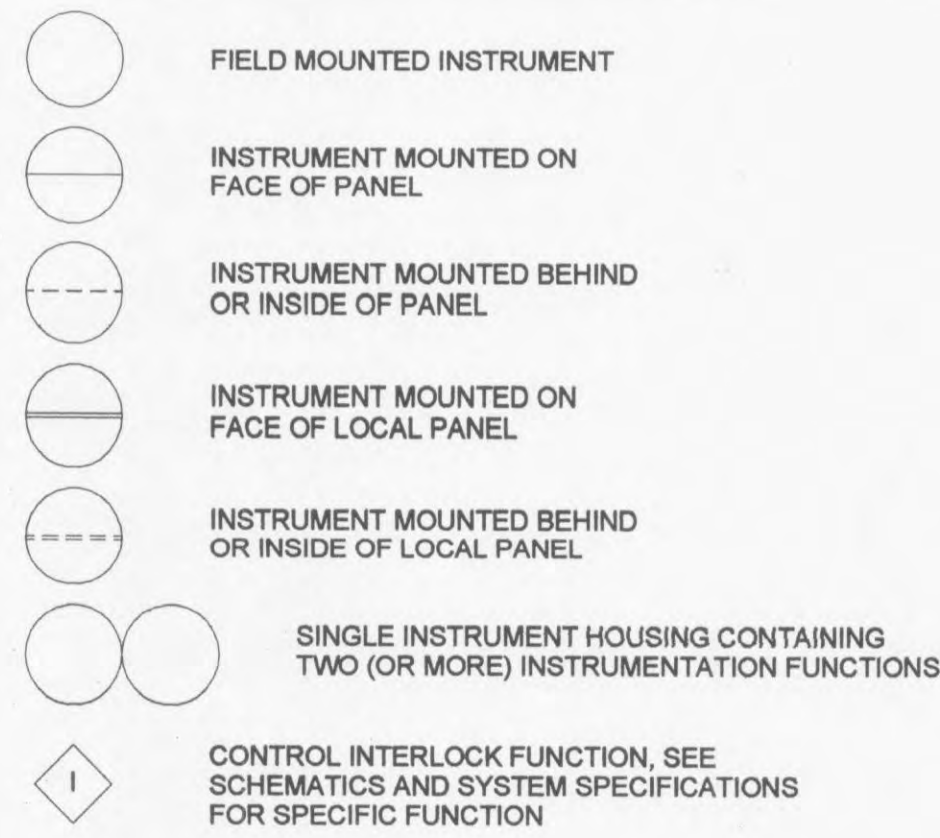 FIELD MOUNTED INSTRUMENT
INSTRUMENT MOUNTED ON
FACE OF PANEL
INSTRUMENT MOUNTED BEHIND
OR INSIDE OF PANEL
INSTRUMENT MOUNTED ON
FACE OF LOCAL PANEL
INSTRUMENT MOUNTED BEHIND
OR INSIDE OF LOCAL PANEL
SINGLE INSTRUMENT HOUSING CONTAINING
TWO (OR MORE) INSTRUMENTATION FUNCTIONS
I
CONTROL INTERLOCK FUNCTION, SEE
SCHEMATICS AND SYSTEM SPECIFICATIONS
FOR SPECIFIC FUNCTION